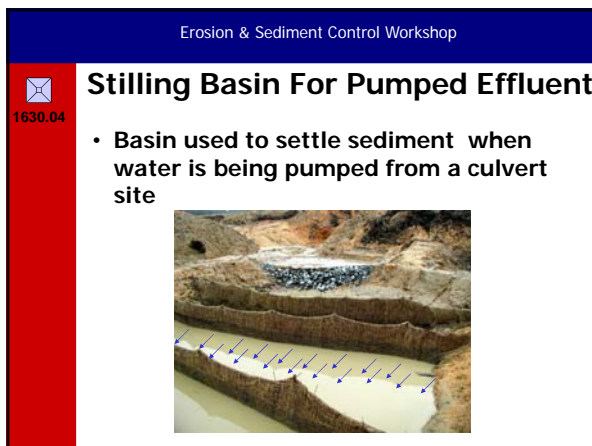 Erosion & Sediment Control Workshop
Stilling Basin For Pumped Effluent
1630.04
• Basin used to settle sediment when
water is being pumped from a culvert
site